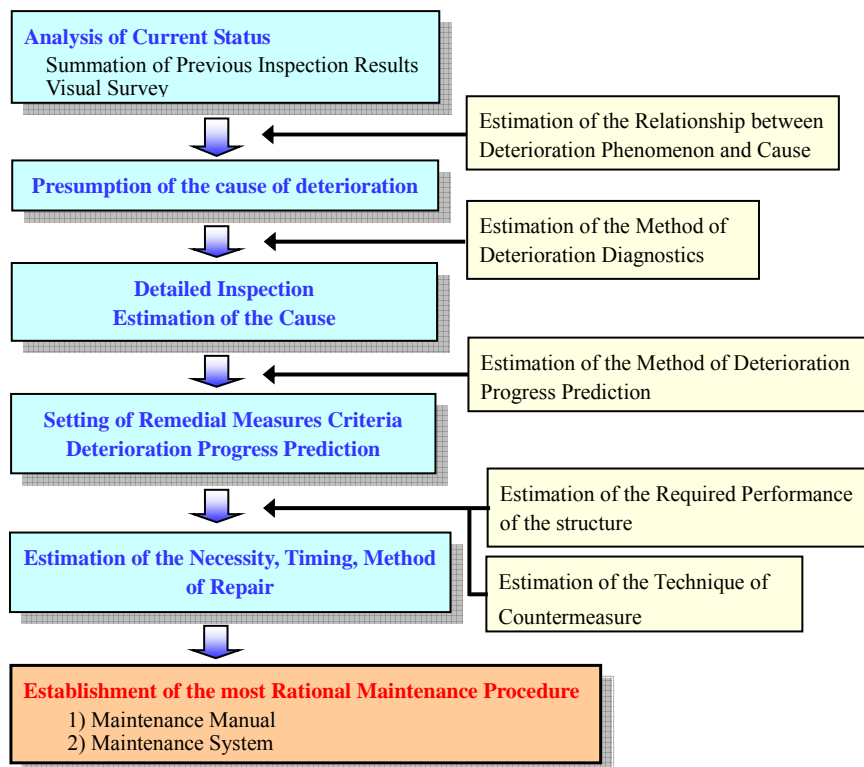 Analysis of Current Status
Summation of Previous Inspection Results
Visual Survey
Estimation of the Relationship between
Deterioration Phenomenon and Cause
Presumption of the cause of deterioration
Estimation of the Method of
Deterioration Diagnostics
Detailed Inspection
Estimation of the Cause
Estimation of the Method of Deterioration
Progress Prediction
Setting of Remedial Measures Criteria
Deterioration Progress Prediction
Estimation of the Required Performance
of the structure
Estimation of the Necessity, Timing, Method
of Repair
Estimation of the Technique of
Countermeasure
Establishment of the most Rational Maintenance Procedure
1) Maintenance Manual
2) Maintenance System